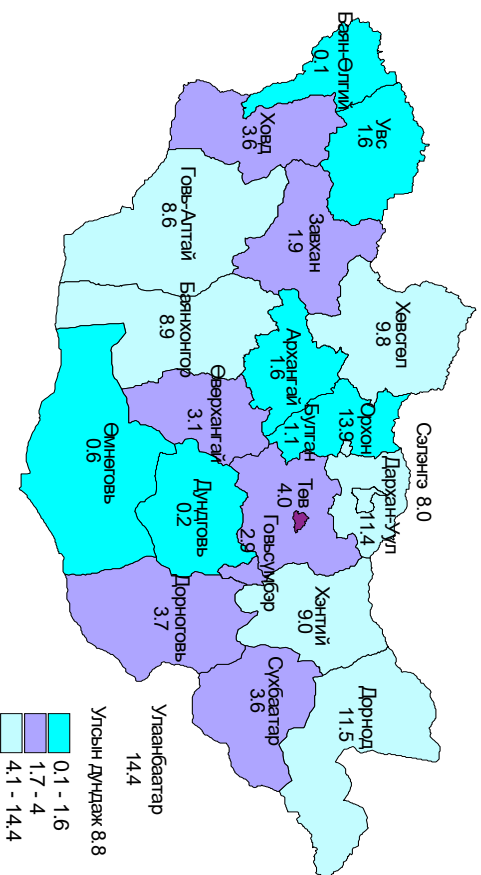 Баян-Өлгий
0.1
Увс
1.6
Ховд
3.6
Завхан
1.9
Говь-Алтай
8.6
Баянхонгор
8.9
Хөвсгөл
9.8
Архангай
1.6
Өвөрхангай
3.1
Булган
1.1
Орхон
13.9
Сэлэнгэ 8.0
Дархан-Уул
11.4
Төв
4.0
Говьсүмбэр
2.9
Өмнөговь
0.6
Дундговь
0.2
Дорноговь
3.7
Хэнтий
9.0
Сүхбаатар
3.6
Дорнод
11.5
Улаанбаатар
14.4
Улсын дундаж 8.8
0.1 - 1.6
1.7 - 4
4.1 - 14.4